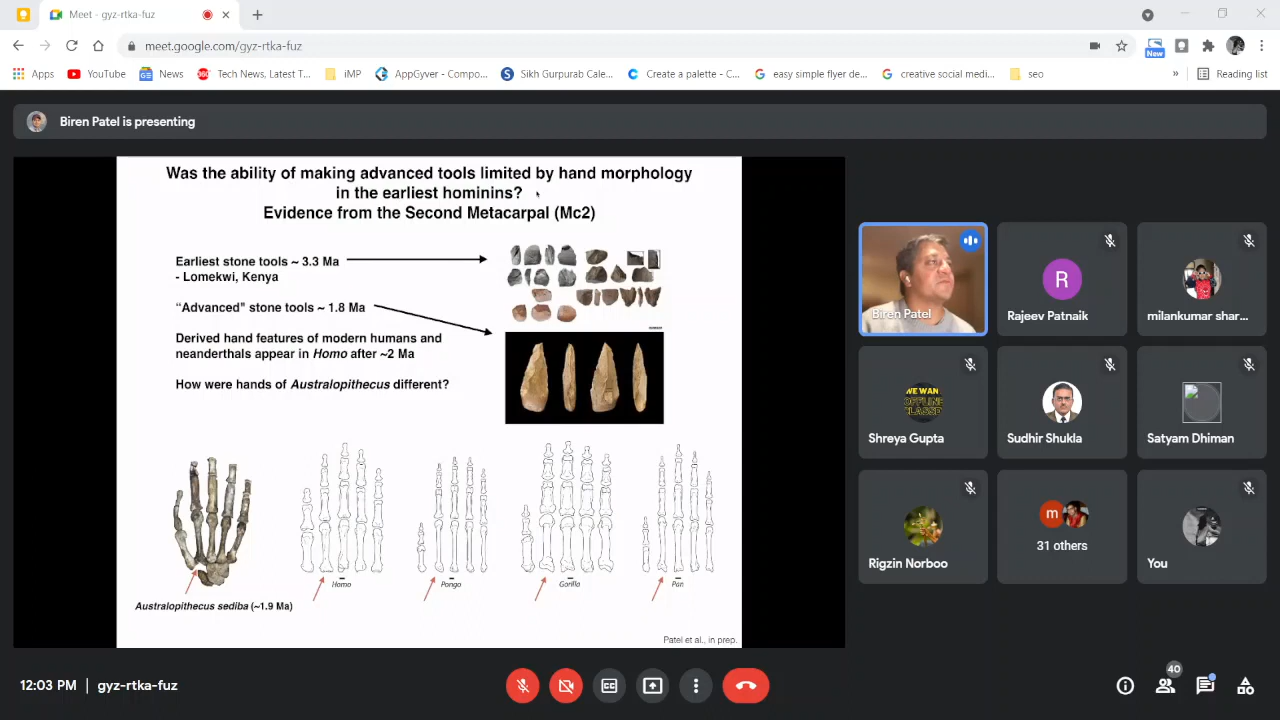 Meet - gyz-rtka-fuz
meet.google.com/gyz-rtka-fuz
New
Apps
YouTube
News
Tech News, Latest T...
iMP
AppGyver - Compo...
Sikh Gurpurab Cale...
Create a palette - C...
easy simple flyer de...
creative social medi...
seo
»
Reading list
Biren Patel is presenting
Was the ability of making advanced tools limited by hand morphology
in the earliest hominins?
Evidence from the Second Metacarpal (Mc2)
Earliest stone tools ~ 3.3 Ma
- Lomekwi, Kenya
“Advanced” stone tools ~ 1.8 Ma
Derived hand features of modern humans and
neanderthals appear in Homo after ~2 Ma
How were hands of Australopithecus different?
Australopithecus sediba (~1.9 Ma)
Homo
Pongo
Gorilla
Pan
Patel et al., in prep.
Biren Patel
R
Rajeev Patnaik
milankumar shar...
WE WAN
OFFLINE
CLASSD
Shreya Gupta
Sudhir Shukla
Satyam Dhiman
Rigzin Norboo
m
31 others
You
12:03 PM | gyz-rtka-fuz
CC
40